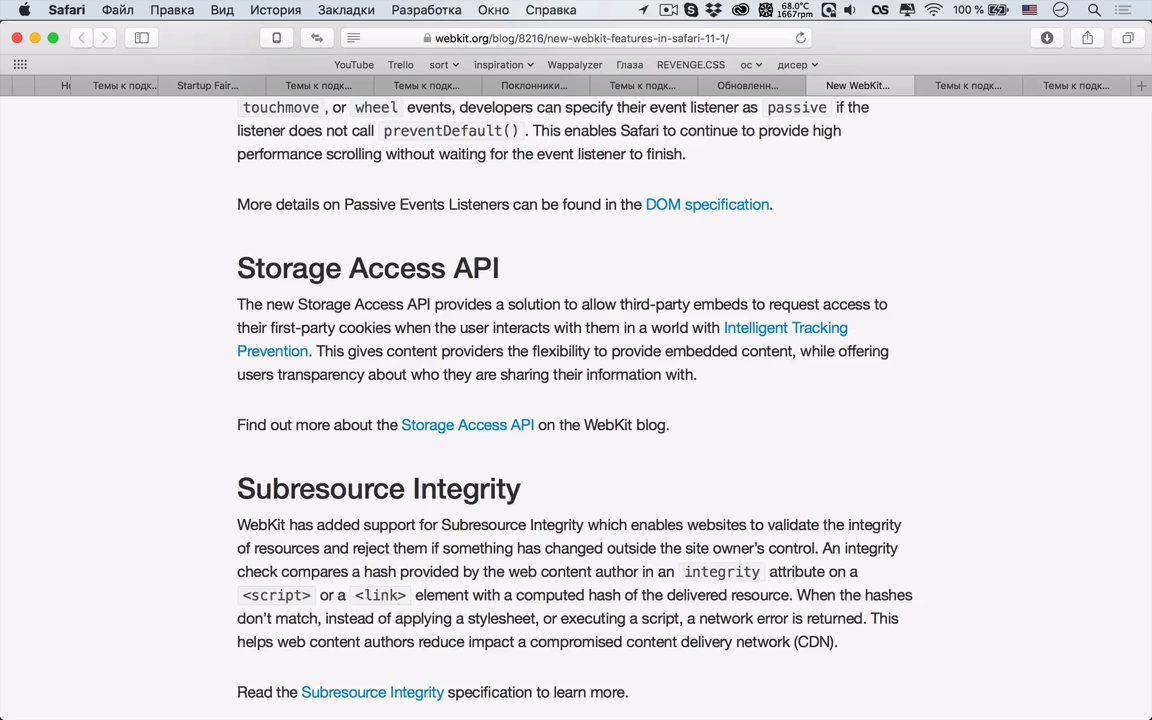 Safari Файл Правка Вид История Закладки Разработка Окно Справка 68.0°C 1667rpm 100 %
webkit.org/blog/8216/new-webkit-features-in-safari-11-1/
YouTube Trello sort inspiration Wappalyzer Глаза REVENGE.CSS ос дисер
Но Темы к подк... Startup Fair... Темы к подк... Темы к подк... Поклонники... Темы к подк... Обновленн... New WebKit... Темы к подк... Темы к подк...
touchmove, or wheel events, developers can specify their event listener as passive if the
listener does not call preventDefault(). This enables Safari to continue to provide high
performance scrolling without waiting for the event listener to finish.
More details on Passive Events Listeners can be found in the DOM specification.
Storage Access API
The new Storage Access API provides a solution to allow third-party embeds to request access to
their first-party cookies when the user interacts with them in a world with Intelligent Tracking
Prevention. This gives content providers the flexibility to provide embedded content, while offering
users transparency about who they are sharing their information with.
Find out more about the Storage Access API on the WebKit blog.
Subresource Integrity
WebKit has added support for Subresource Integrity which enables websites to validate the integrity
of resources and reject them if something has changed outside the site owner’s control. An integrity
check compares a hash provided by the web content author in an integrity attribute on a
<script> or a <link> element with a computed hash of the delivered resource. When the hashes
don’t match, instead of applying a stylesheet, or executing a script, a network error is returned. This
helps web content authors reduce impact a compromised content delivery network (CDN).
Read the Subresource Integrity specification to learn more.